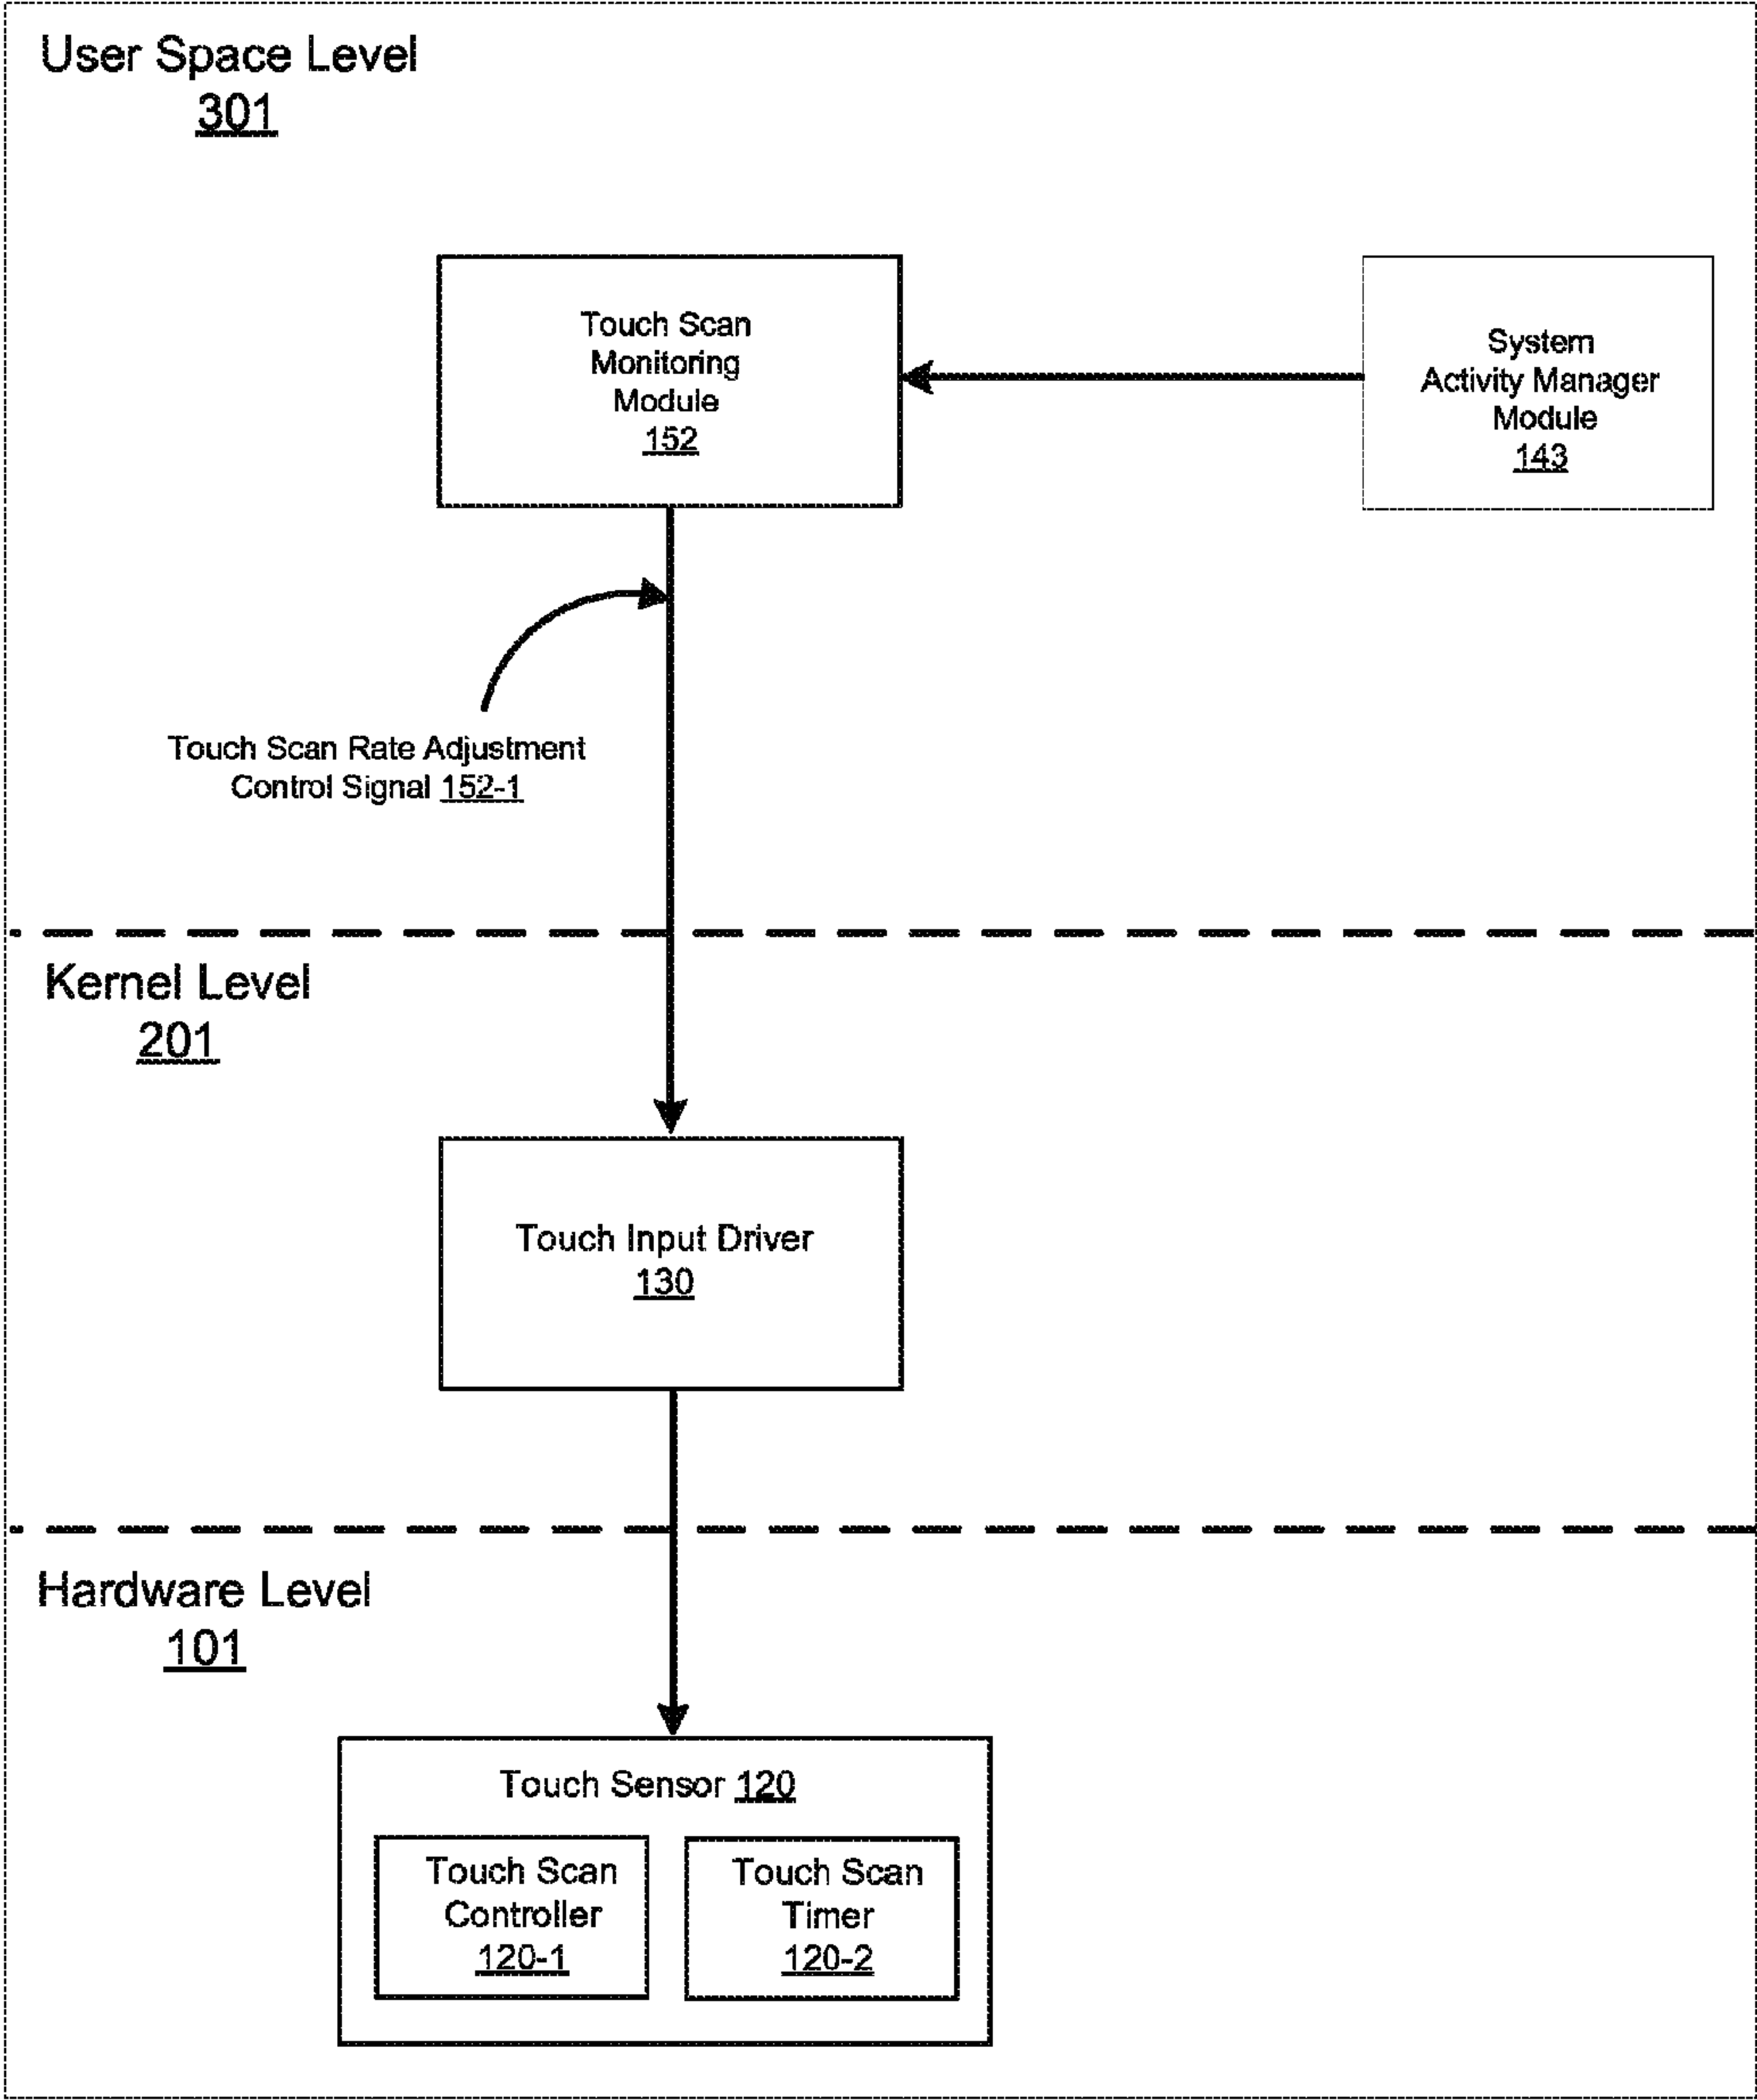 User Space Level
301
Touch Scan
Monitoring
Module
152
System
Activity Manager
Module
143
Touch Scan Rate Adjustment
Control Signal 152-1
Kernel Level
201
Touch Input Driver
130
Hardware Level
101
Touch Sensor 120
Touch Scan
Controller
120-1
Touch Scan
Timer
120-2